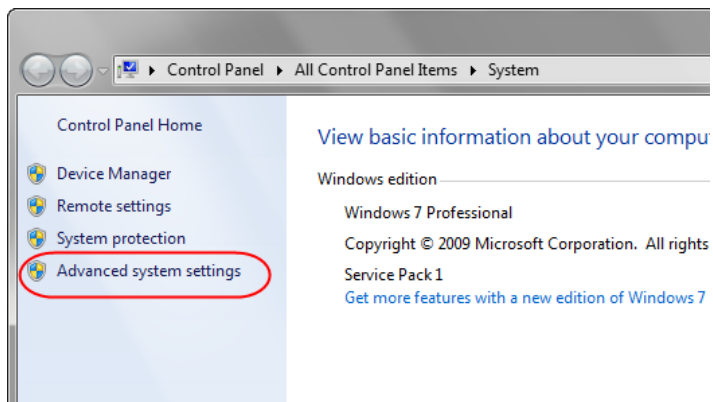 Control Panel ▸ All Control Panel Items ▸ System
Control Panel Home
Device Manager
Remote settings
System protection
Advanced system settings
View basic information about your
Windows edition
Windows 7 Professional
Copyright © 2009 Microsoft Corporation. All rights
Service Pack 1
Get more features with a new edition of Windows 7